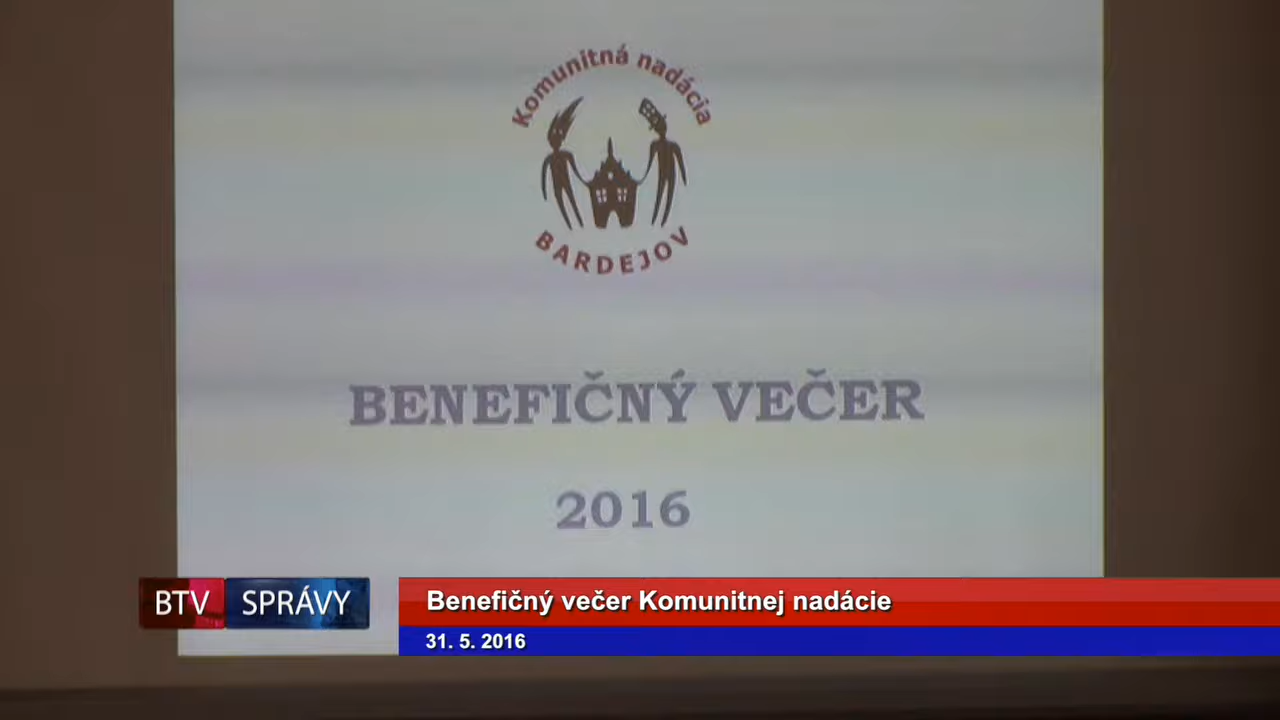 Komunitná nadácia
BARDEJOV
BENEFIČNÝ VEČER
2016
BTV SPRÁVY
Benefičný večer Komunitnej nadácie
31. 5. 2016